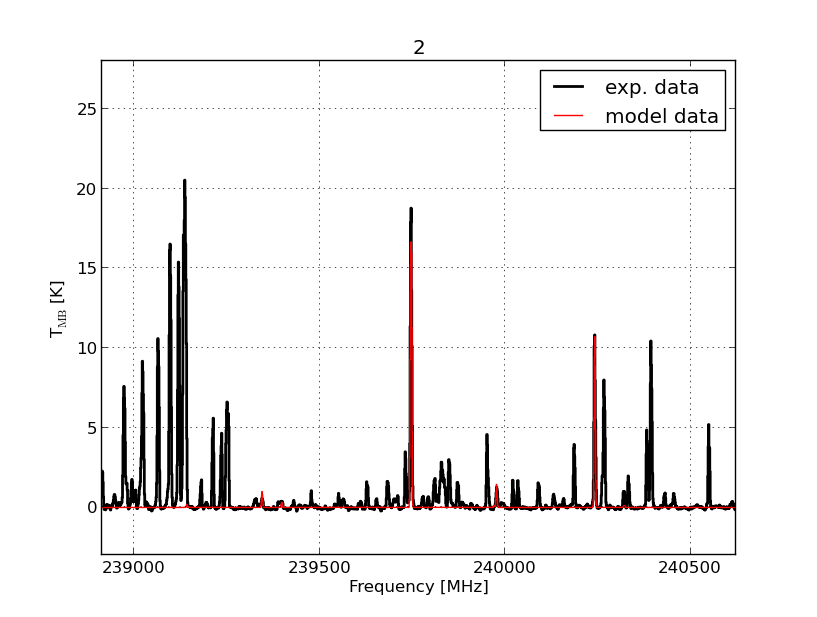 2
exp. data
model data
25
20
15
10
5
0
T_MB [K]
239000
239500
240000
240500
Frequency [MHz]